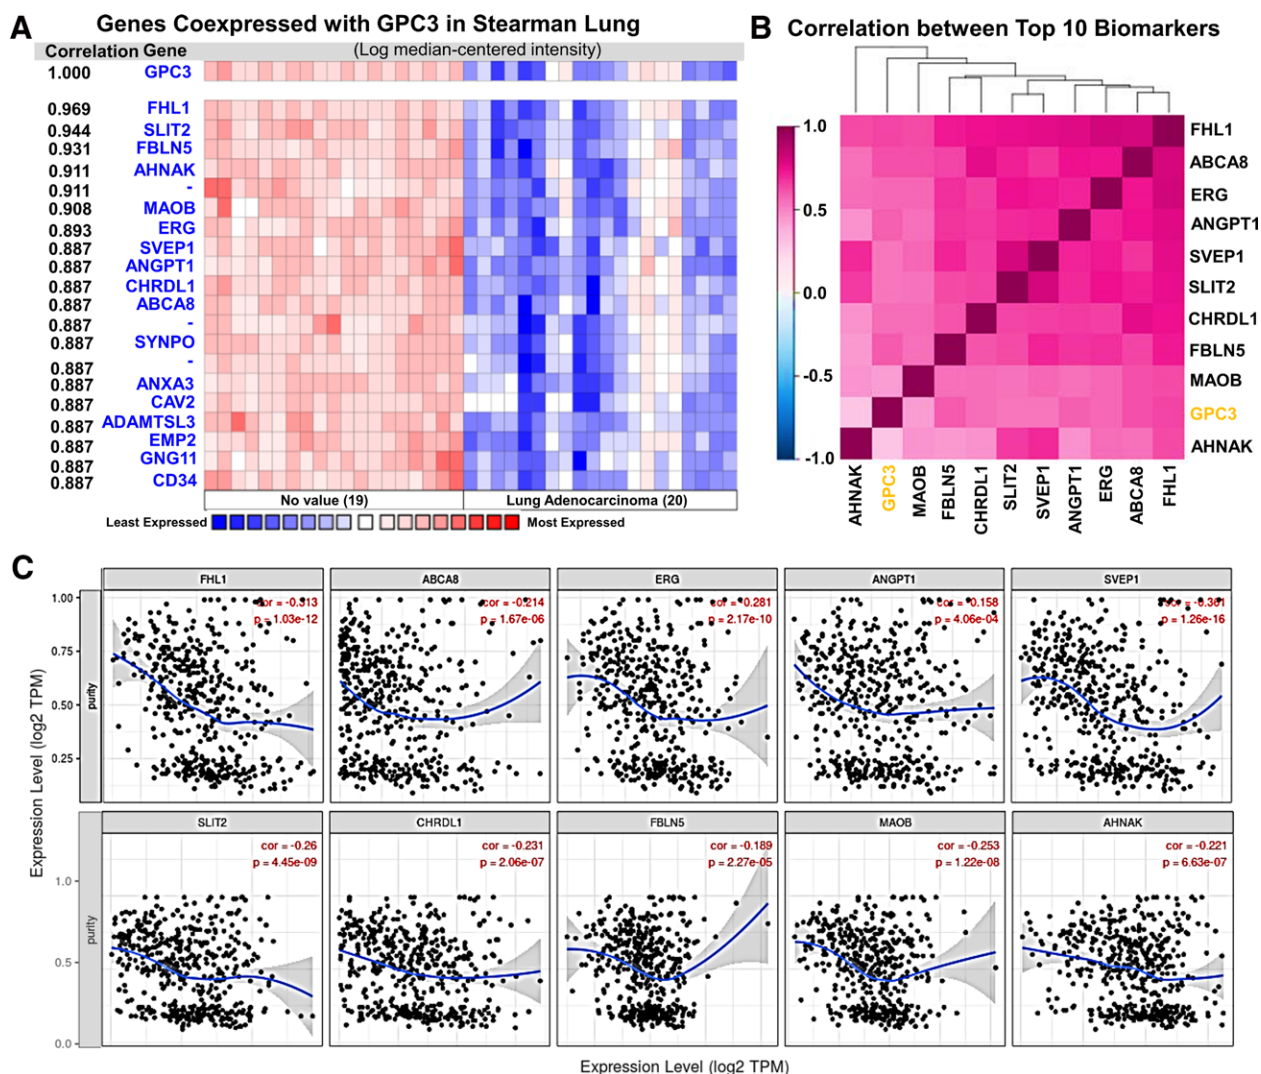 A
Genes Coexpressed with GPC3 in Stearman Lung
Correlation Gene (Log median-centered intensity)
1.000 GPC3
0.969 FHL1
0.944 SLIT2
0.931 FBLN5
0.911 AHNAK
0.911 -
0.908 MAOB
0.893 ERG
0.887 SVEP1
0.887 ANGPT1
0.887 CHRDL1
0.887 ABCA8
0.887 -
0.887 SYNPO
0.887 -
0.887 ANXA3
0.887 CAV2
0.887 ADAMTSL3
0.887 EMP2
0.887 GNG11
0.887 CD34
No value (19) Lung Adenocarcinoma (20)
Least Expressed Most Expressed
B
Correlation between Top 10 Biomarkers
1.0
0.5
0.0
-0.5
-1.0
FHL1
ABCA8
ERG
ANGPT1
SVEP1
SLIT2
CHRDL1
FBLN5
MAOB
GPC3
AHNAK
AHNAK GPC3 MAOB FBLN5 CHRDL1 SLIT2 SVEP1 ANGPT1 ERG ABCA8 FHL1
C
Expression Level (log2 TPM)
FHL1 ABCA8 ERG ANGPT1 SVEP1
purity
1.00
0.75
0.50
0.25
cor = -0.313
p = 1.03e-12
cor = -0.214
p = 1.67e-06
cor = -0.281
p = 2.17e-10
cor = -0.158
p = 4.06e-04
cor = -0.361
p = 1.26e-16
SLIT2 CHRDL1 FBLN5 MAOB AHNAK
purity
1.0
0.5
0.0
cor = -0.26
p = 4.45e-09
cor = -0.231
p = 2.06e-07
cor = -0.189
p = 2.27e-05
cor = -0.253
p = 1.22e-08
cor = -0.221
p = 6.63e-07
Expression Level (log2 TPM)